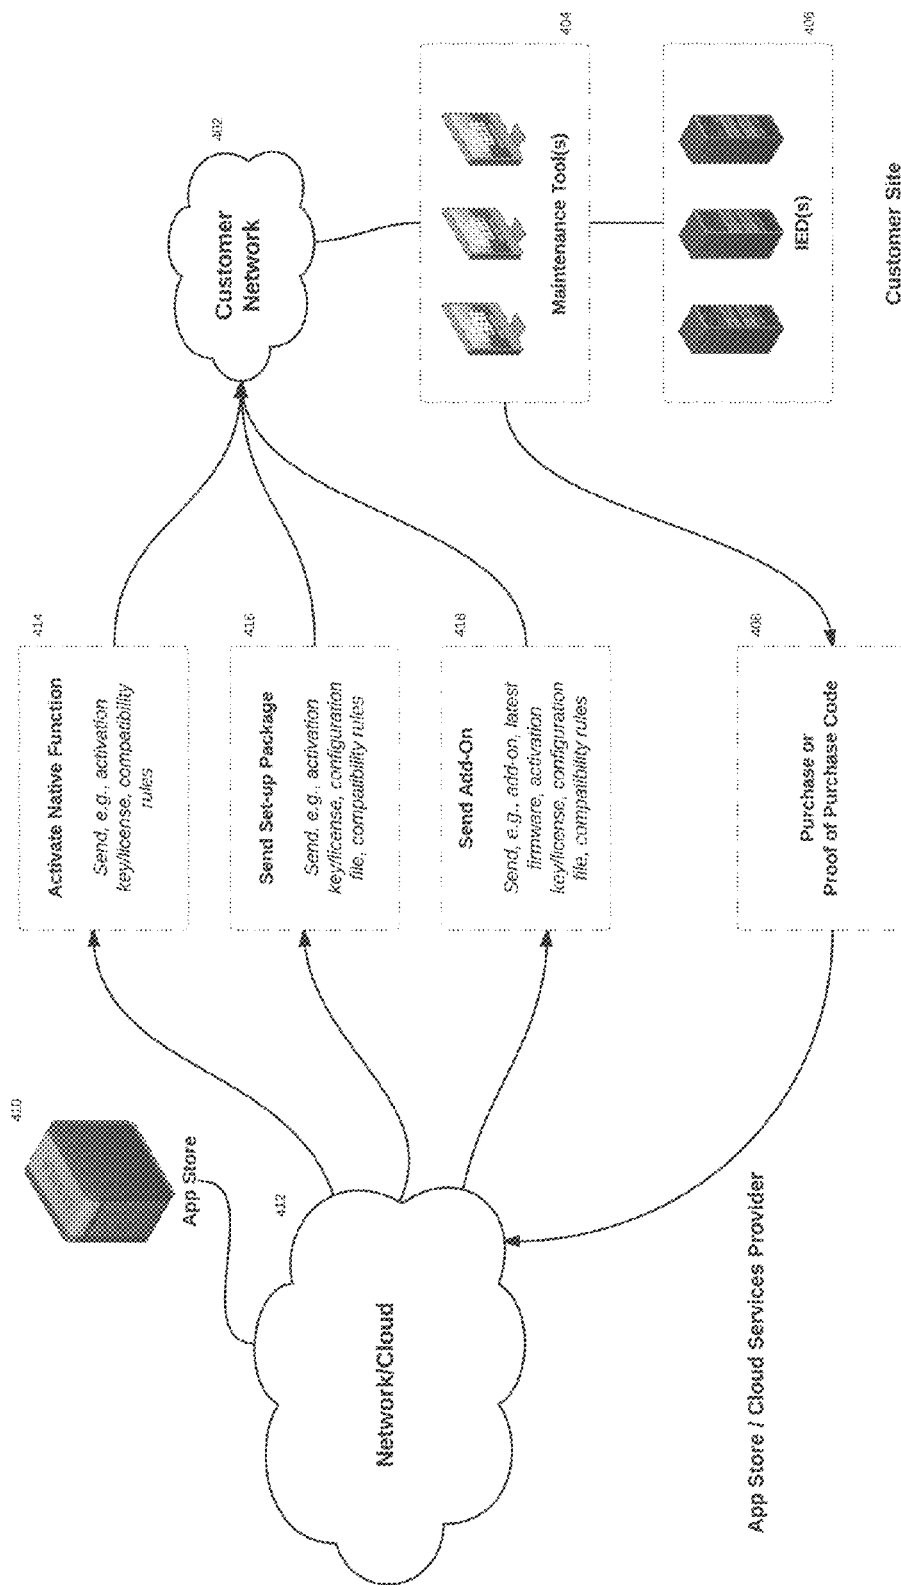 410
App Store
412
Network/Cloud
App Store / Cloud Services Provider
414
Activate Native Function
Send, e.g., activation
key/license, compatibility
rules
416
Send Set-up Package
Send, e.g., activation
key/license, configuration
file, compatibility rules
418
Send Add-On
Send, e.g., add-on, latest
firmware, activation
key/license, configuration
file, compatibility rules
408
Purchase or
Proof of Purchase Code
402
Customer
Network
404
Maintenance Tool(s)
406
IED(s)
Customer Site